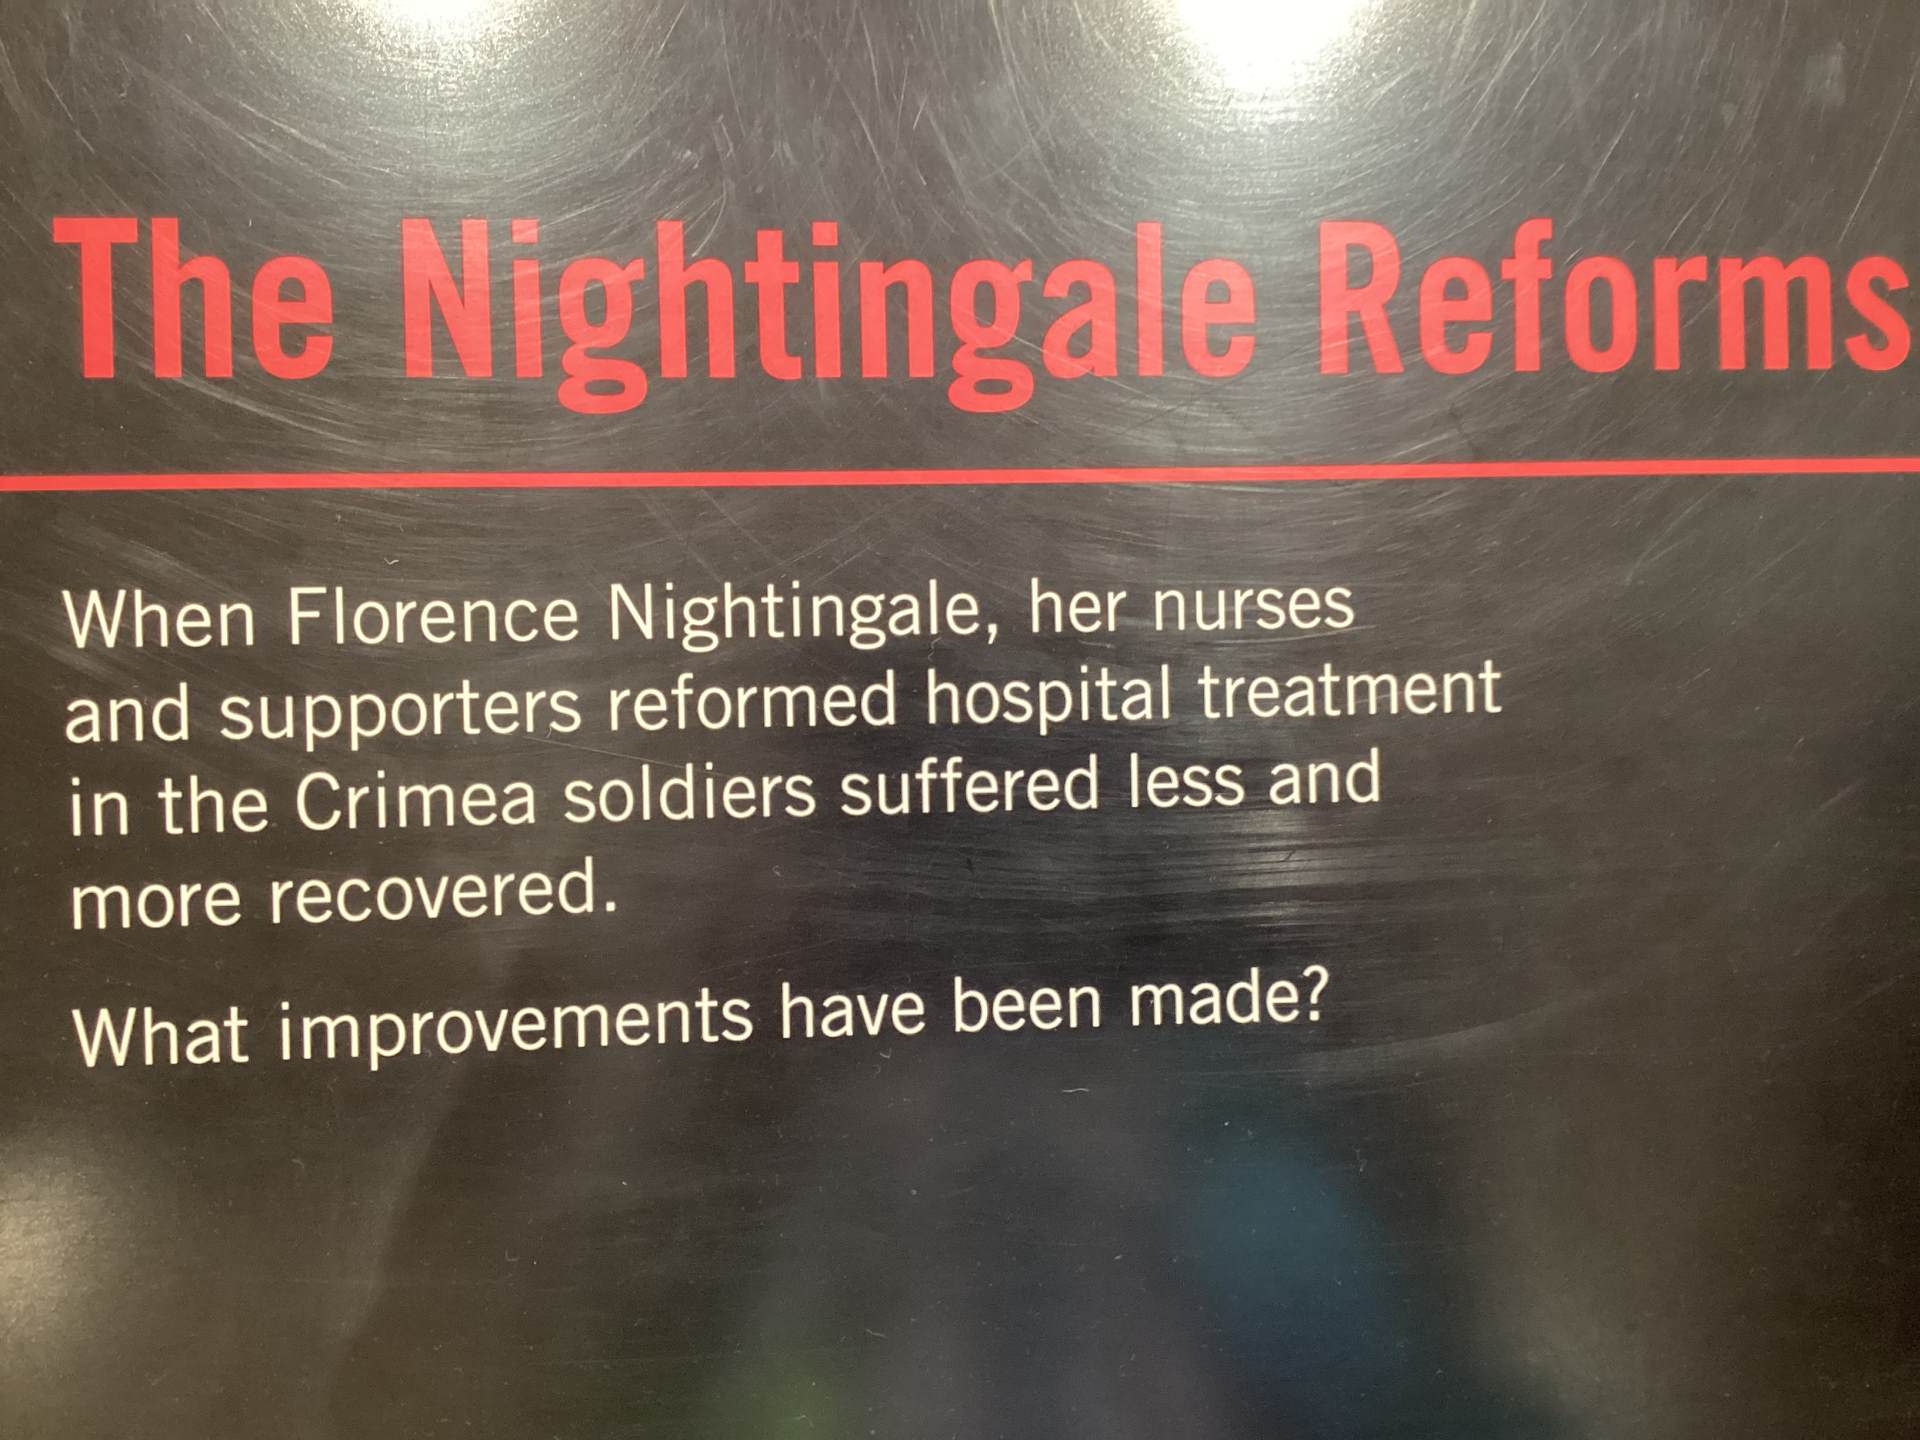 The Nightingale Reforms
When Florence Nightingale, her nurses
and supporters reformed hospital treatment
in the Crimea soldiers suffered less and
more recovered.
What improvements have been made?